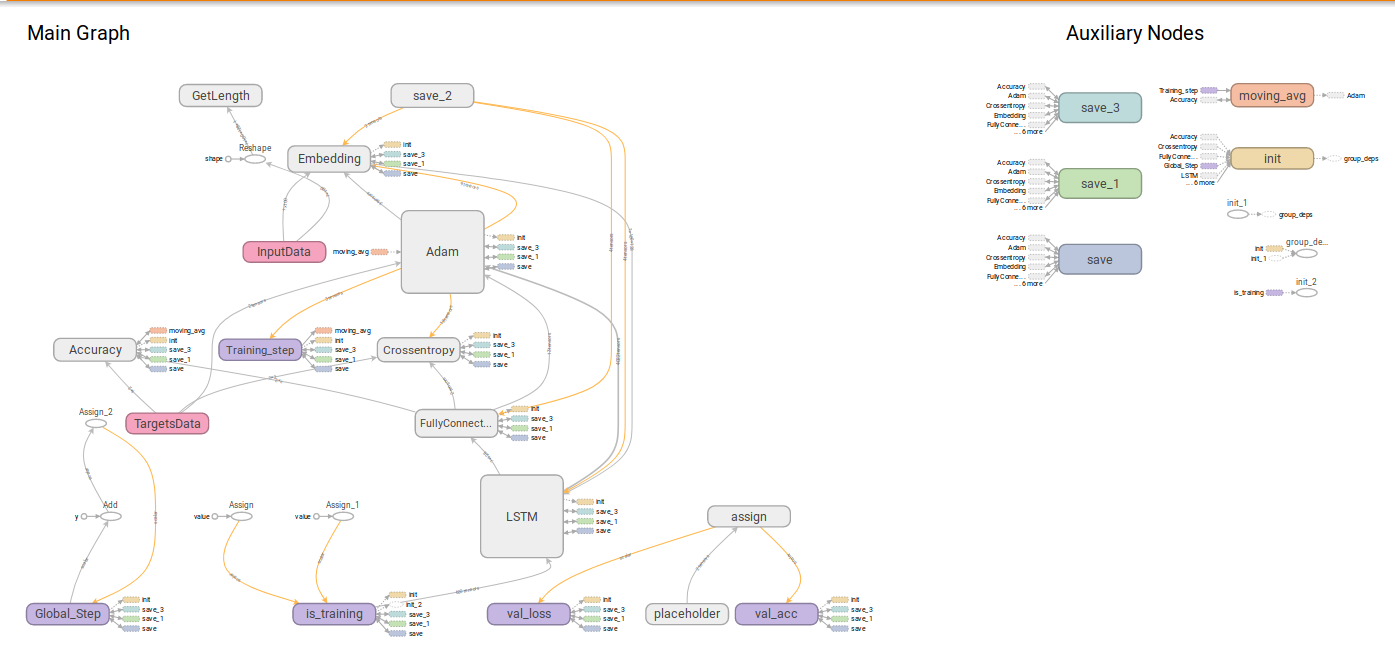 Main Graph
Auxiliary Nodes
GetLength
save_2
Reshape
shape
Embedding
init
save_3
save_1
save
InputData
moving_avg
Adam
init
save_3
save_1
save
Accuracy
moving_avg
init
save_3
save_1
save
Training_step
moving_avg
init
save_3
save_1
save
Crossentropy
init
save_3
save_1
save
Assign_2
TargetsData
FullyConnect...
init
save_3
save_1
save
y
Add
value
Assign
value
Assign_1
LSTM
init
save_3
save_1
save
assign
Global_Step
init
save_3
save_1
save
is_training
init
init_2
save_3
save_1
save
val_loss
init
save_3
save_1
save
placeholder
val_acc
init
save_3
save_1
save
Accuracy
Adam
Crossentropy
Embedding
FullyConne...
... 6 more
save_3
Accuracy
Adam
Crossentropy
Embedding
FullyConne...
... 6 more
save_1
Accuracy
Adam
Crossentropy
Embedding
FullyConne...
... 6 more
save
Training_step
Accuracy
moving_avg
Adam
Accuracy
Crossentropy
FullyConne...
Global_Step
LSTM
... 6 more
init
group_deps
init_1
group_deps
init
init_1
group_de...
is_training
init_2